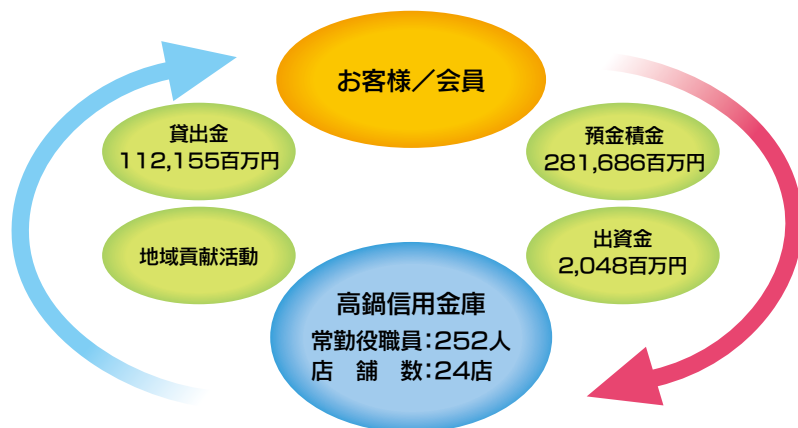 お客様／会員
貸出金
112,155百万円
預金積金
281,686百万円
地域貢献活動
出資金
2,048百万円
高鍋信用金庫
常勤役職員：252人
店　舗　数：24店